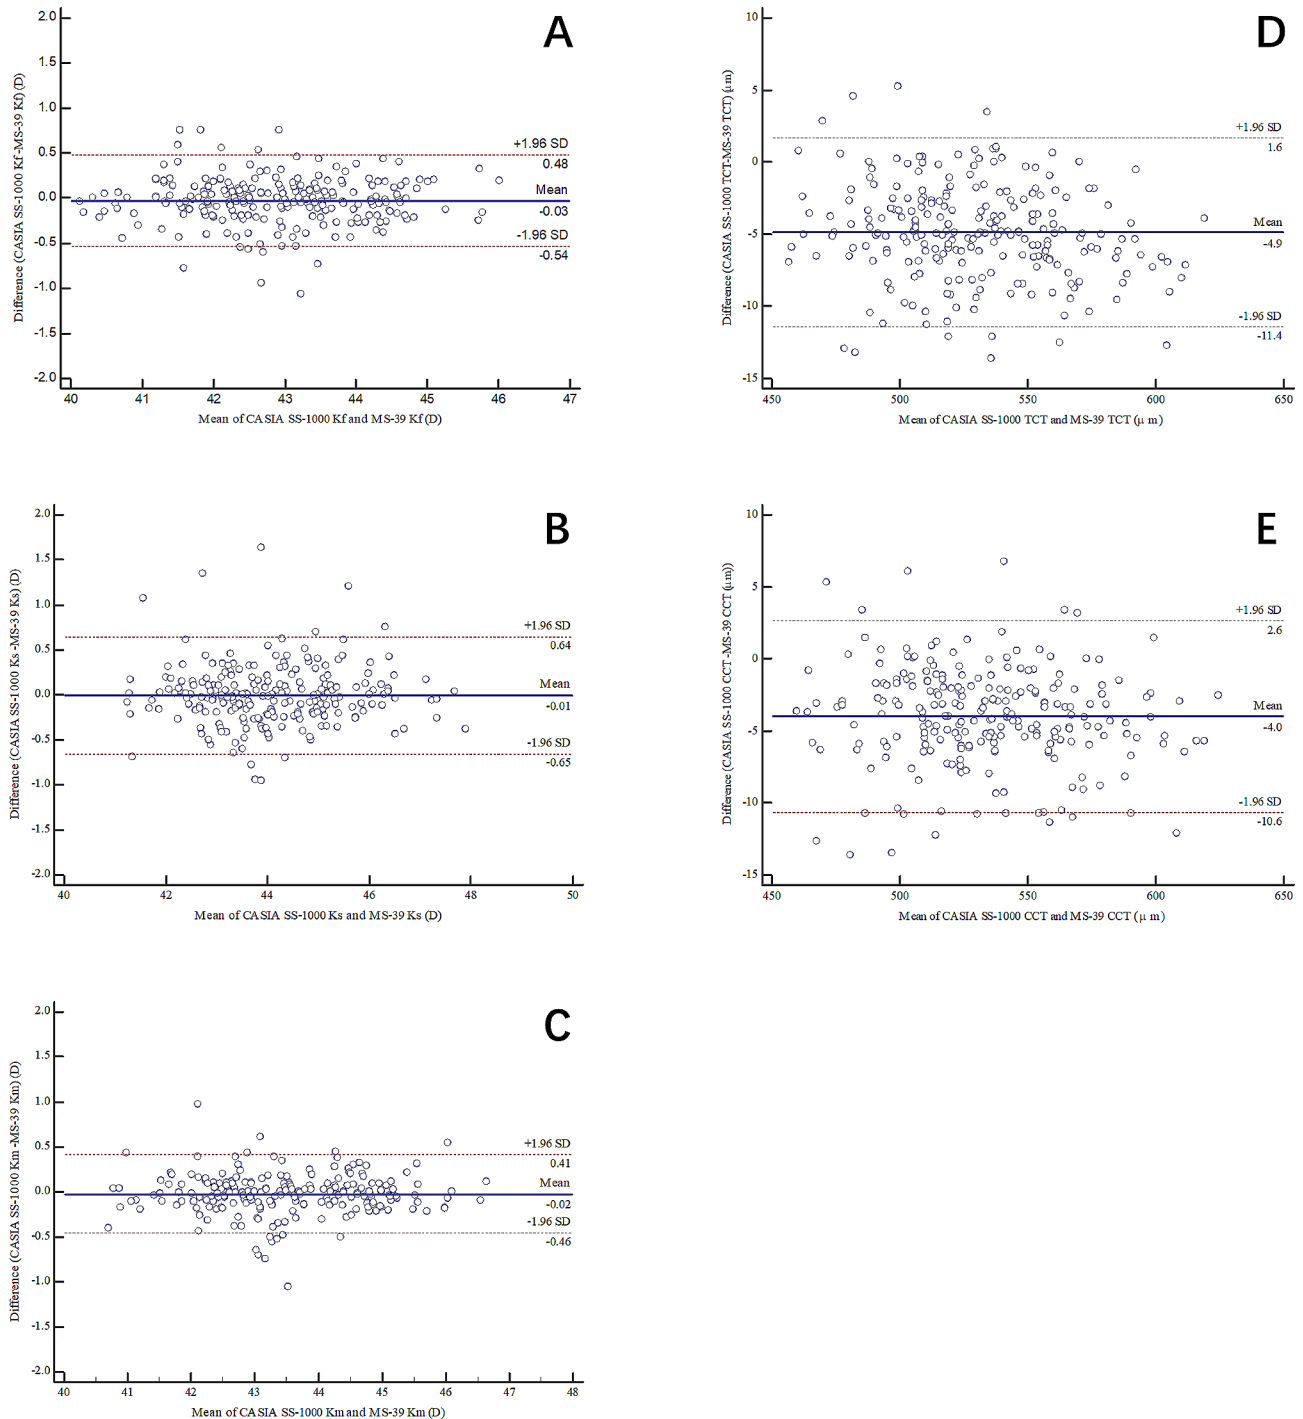 A
Difference (CASIA SS-1000 Kf -MS-39 Kf) (D)
2.0
1.5
1.0
0.5
0.0
-0.5
-1.0
-1.5
-2.0
+1.96 SD
0.48
Mean
-0.03
-1.96 SD
-0.54
40 41 42 43 44 45 46 47
Mean of CASIA SS-1000 Kf and MS-39 Kf (D)
D
Difference (CASIA SS-1000 TCT-MS-39 TCT) (μm)
10
5
0
-5
-10
-15
+1.96 SD
1.6
Mean
-4.9
-1.96 SD
-11.4
450 500 550 600 650
Mean of CASIA SS-1000 TCT and MS-39 TCT (μ m)
B
Difference (CASIA SS-1000 Ks -MS-39 Ks) (D)
2.0
1.5
1.0
0.5
0.0
-0.5
-1.0
-1.5
-2.0
+1.96 SD
0.64
Mean
-0.01
-1.96 SD
-0.65
40 42 44 46 48 50
Mean of CASIA SS-1000 Ks and MS-39 Ks (D)
E
Difference (CASIA SS-1000 CCT -MS-39 CCT (μm))
10
5
0
-5
-10
-15
+1.96 SD
2.6
Mean
-4.0
-1.96 SD
-10.6
450 500 550 600 650
Mean of CASIA SS-1000 CCT and MS-39 CCT (μ m)
C
Difference (CASIA SS-1000 Km -MS-39 Km) (D)
2.0
1.5
1.0
0.5
0.0
-0.5
-1.0
-1.5
-2.0
+1.96 SD
0.41
Mean
-0.02
-1.96 SD
-0.46
40 41 42 43 44 45 46 47 48
Mean of CASIA SS-1000 Km and MS-39 Km (D)